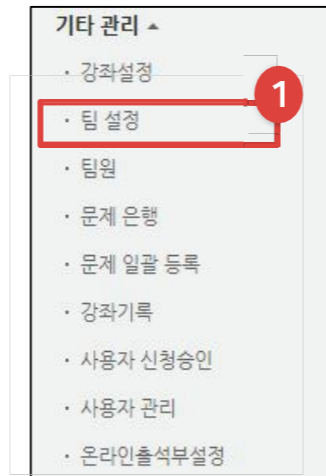 기타 관리 ▲
· 강좌설정
1
· 팀 설정
· 팀원
· 문제 은행
· 문제 일괄 등록
· 강좌기록
· 사용자 신청승인
· 사용자 관리
· 온라인출석부설정